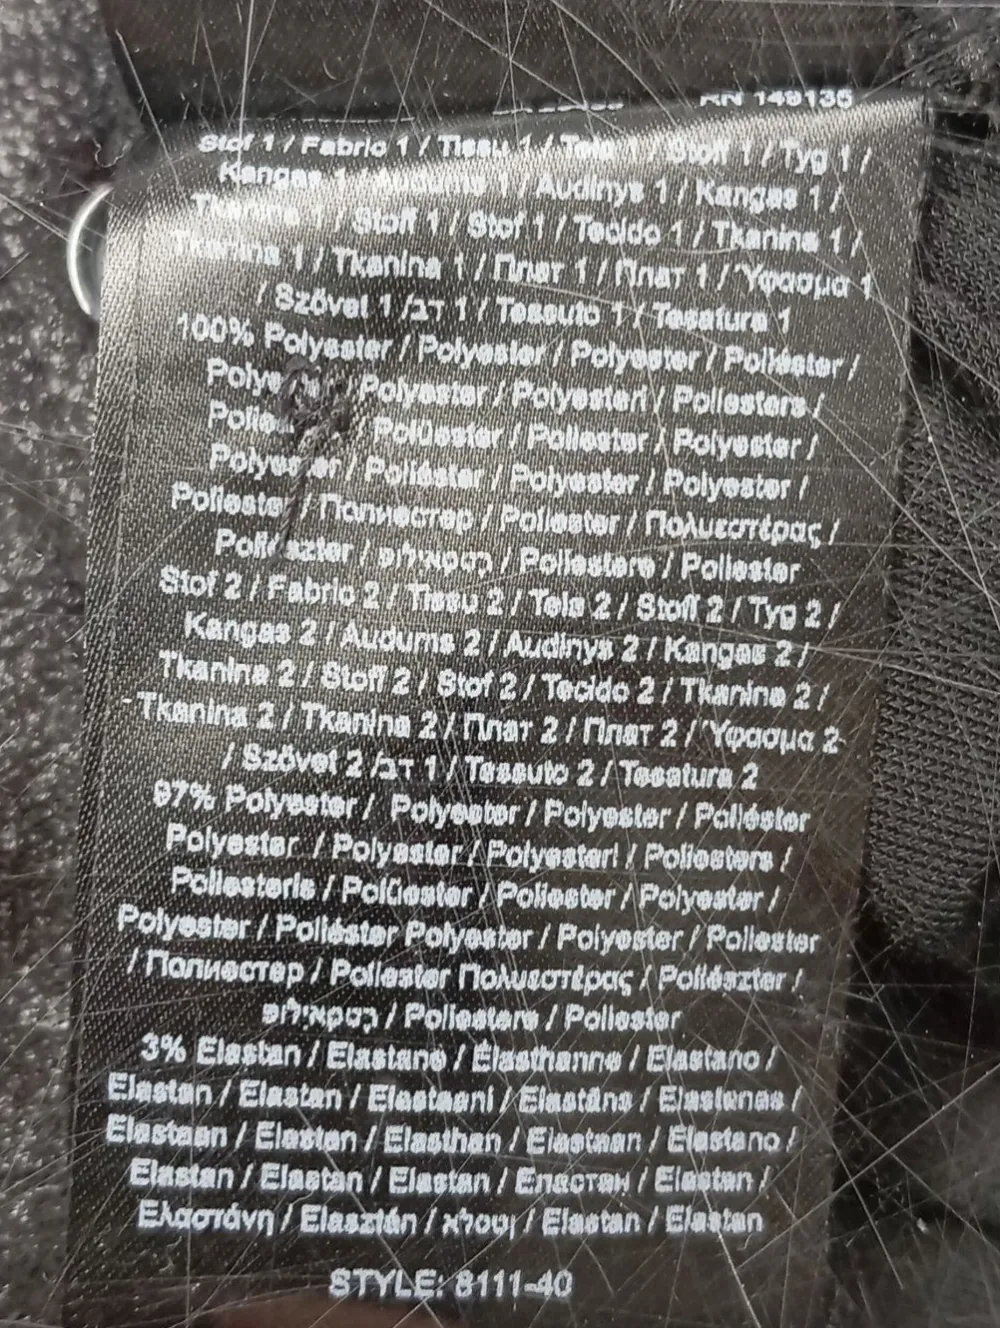 RN 149136
Stof 1 / Fabric 1 / Tissu 1 / Tela 1 / Stoff 1 / Tyg 1 /
Kangas 1 / Audums 1 / Audinys 1 / Kangas 1 /
Tkanina 1 / Stoff 1 / Stof 1 / Tecido 1 / Tkanina 1 /
Tkanina 1 / Tkanina 1 / Плат 1 / Плат 1 / Ύφασμα 1
/ Szövet 1 /בד 1 / Tessuto 1 / Tesatura 1
100% Polyester / Polyester / Polyester / Poliéster /
Polyester / Polyesteri / Poliesters /
Polüester / Poliester / Polyester /
Polyester / Poliéster / Polyester / Polyester /
Poliester / Полиестер / Poliester / Πολυεστέρας /
Poliészter / פוליאסטר / Poliestere / Poliester
Stof 2 / Fabric 2 / Tissu 2 / Tela 2 / Stoff 2 / Tyg 2 /
Kangas 2 / Audums 2 / Audinys 2 / Kangas 2 /
Tkanina 2 / Stoff 2 / Stof 2 / Tecido 2 / Tkanina 2 /
Tkanina 2 / Tkanina 2 / Плат 2 / Плат 2 / Ύφασμα 2
/ Szövet 2 /בד 1 / Tessuto 2 / Tesatura 2
97% Polyester / Polyester / Polyester / Poliéster
Polyester / Polyester / Polyesteri / Poliesters /
Poliesteris / Polüester / Poliester / Polyester /
Polyester / Poliéster Polyester / Polyester / Poliester
/ Полиестер / Poliester Πολυεστέρας / Poliészter /
פוליאסטר / Poliestere / Poliester
3% Elastan / Elastane / Élasthanne / Elastano /
Elastan / Elastan / Elastaani / Elastāns / Elastanas /
Elastaan / Elastan / Elasthan / Elastaan / Elastano /
Elastan / Elastan / Elastan / Еластан / Elastan /
Ελαστάνη / Elasztán / אלסטן / Elastan / Elastan
STYLE: 8111-40